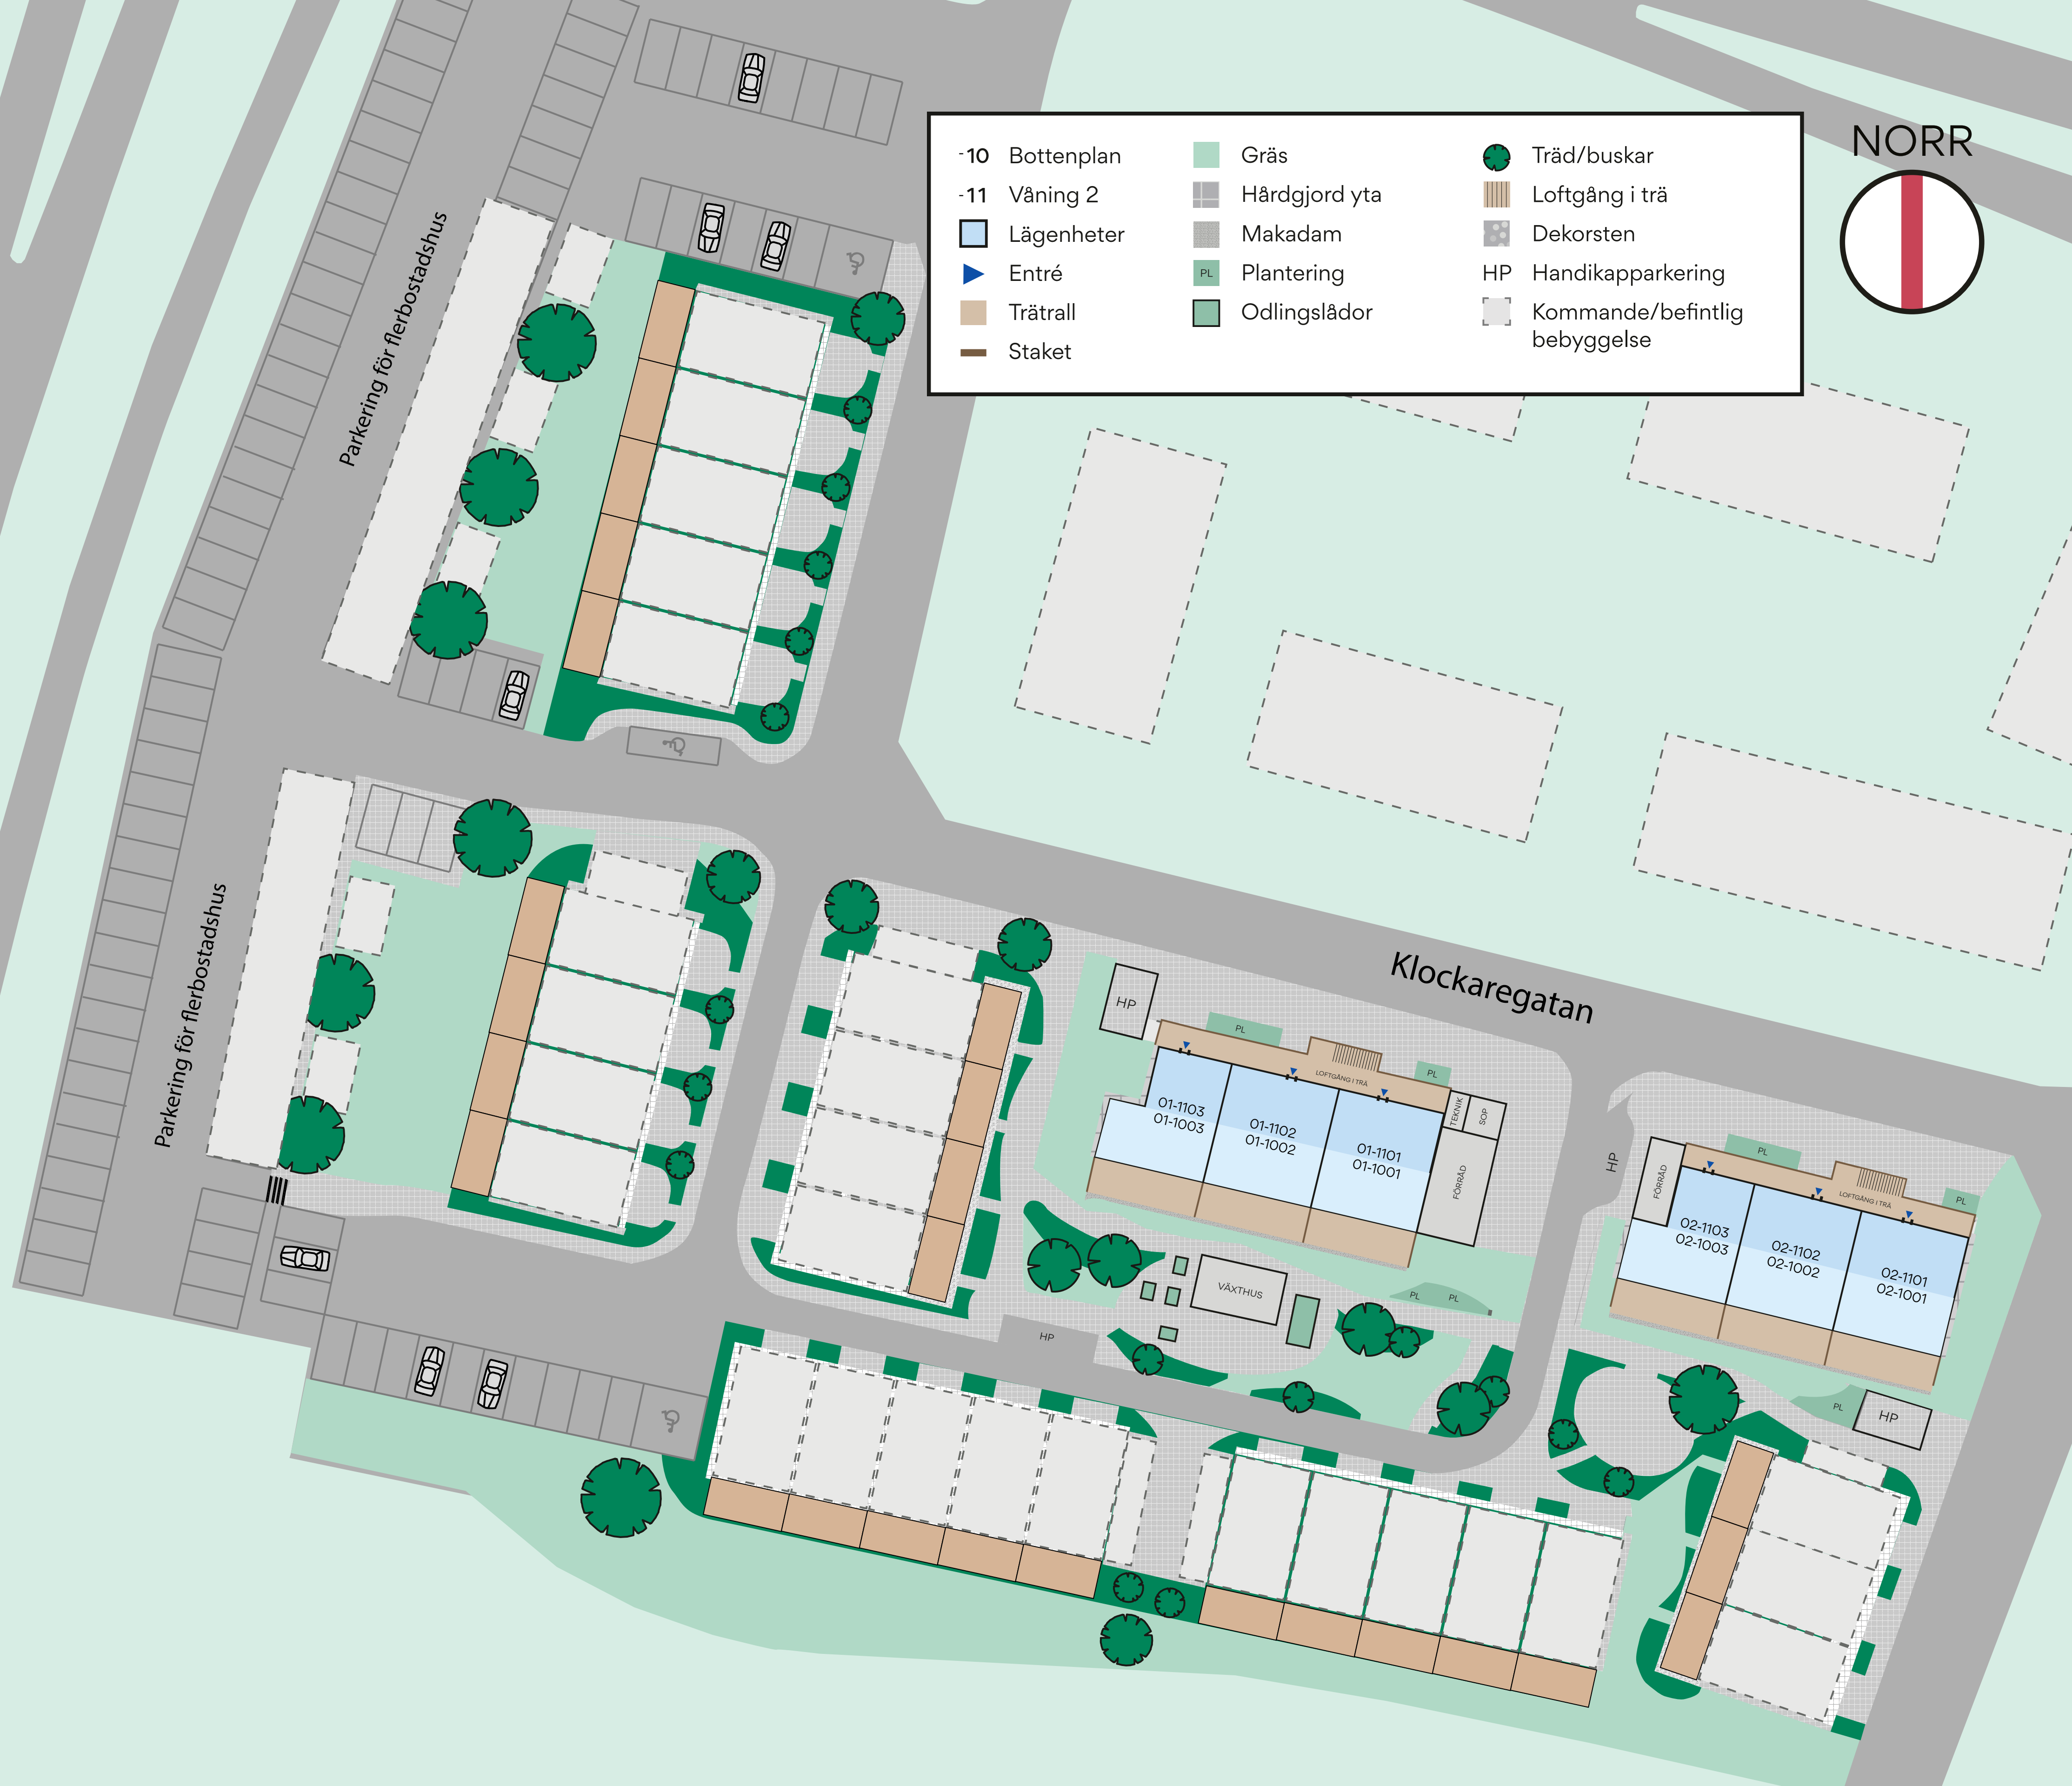 NORR
-10 Bottenplan
-11 Våning 2
Lägenheter
Entré
Trätrall
Staket
Gräs
Hårdgjord yta
Makadam
PL Plantering
Odlingslådor
Träd/buskar
Loftgång i trä
Dekorsten
HP Handikapparkering
Kommande/befintlig
bebyggelse
Parkering för flerbostadshus
Parkering för flerbostadshus
Klockaregatan
HP
PL
LOFTGÅNG I TRÄ
PL
01-1103
01-1003
01-1102
01-1002
01-1101
01-1001
TEKNIK
SOP
FÖRRÅD
HP
FÖRRÅD
PL
LOFTGÅNG I TRÄ
PL
02-1103
02-1003
02-1102
02-1002
02-1101
02-1001
VÄXTHUS
PL
PL
HP
PL
HP